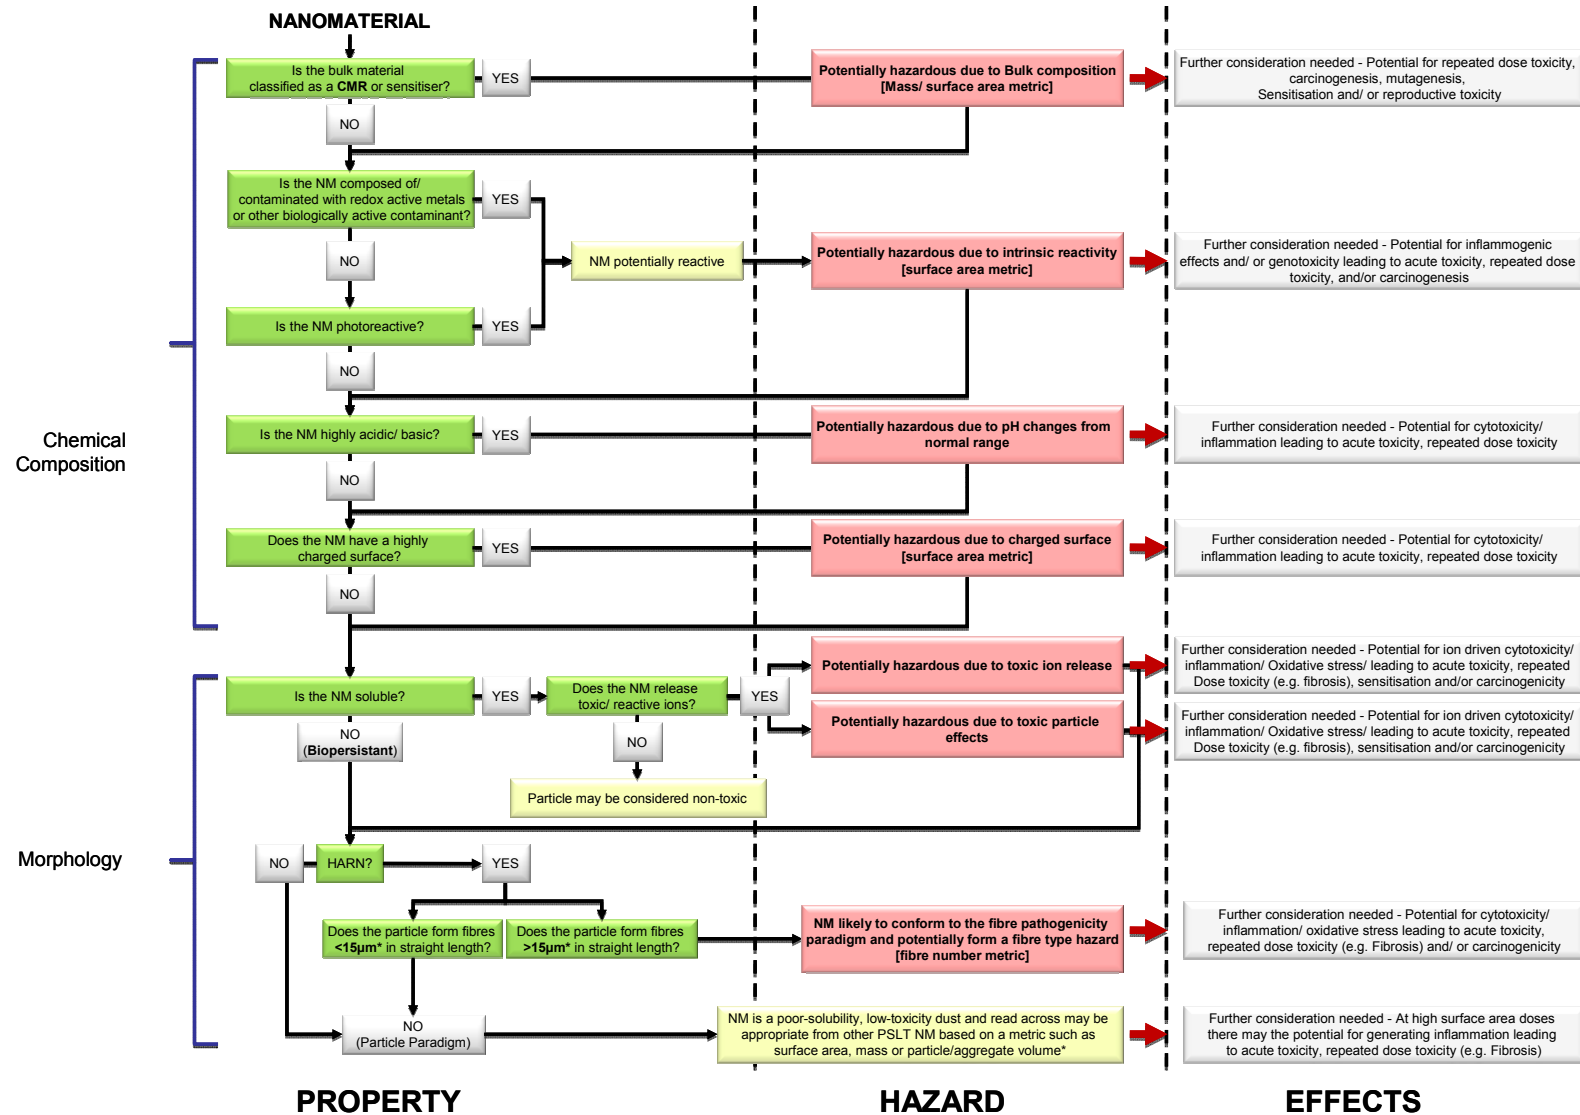 NANOMATERIAL
Is the bulk material
classified as a CMR or sensitiser?
YES
Potentially hazardous due to Bulk composition
[Mass/ surface area metric]
Further consideration needed - Potential for repeated dose toxicity,
carcinogenesis, mutagenesis,
Sensitisation and/ or reproductive toxicity
NO
Is the NM composed of/
contaminated with redox active metals
or other biologically active contaminant?
YES
NO
NM potentially reactive
Potentially hazardous due to intrinsic reactivity
[surface area metric]
Further consideration needed - Potential for inflammogenic
effects and/ or genotoxicity leading to acute toxicity, repeated dose
toxicity, and/or carcinogenesis
Is the NM photoreactive?
YES
NO
Chemical
Composition
Is the NM highly acidic/ basic?
YES
Potentially hazardous due to pH changes from
normal range
Further consideration needed - Potential for cytotoxicity/
inflammation leading to acute toxicity, repeated dose toxicity
NO
Does the NM have a highly
charged surface?
YES
Potentially hazardous due to charged surface
[surface area metric]
Further consideration needed - Potential for cytotoxicity/
inflammation leading to acute toxicity, repeated dose toxicity
NO
Is the NM soluble?
YES
Does the NM release
toxic/ reactive ions?
YES
Potentially hazardous due to toxic ion release
Further consideration needed - Potential for ion driven cytotoxicity/
inflammation/ Oxidative stress/ leading to acute toxicity, repeated
Dose toxicity (e.g. fibrosis), sensitisation and/or carcinogenicity
Potentially hazardous due to toxic particle
effects
Further consideration needed - Potential for ion driven cytotoxicity/
inflammation/ Oxidative stress/ leading to acute toxicity, repeated
Dose toxicity (e.g. fibrosis), sensitisation and/or carcinogenicity
NO
(Biopersistant)
NO
Particle may be considered non-toxic
Morphology
NO
HARN?
YES
Does the particle form fibres
<15µm* in straight length?
Does the particle form fibres
>15µm* in straight length?
NM likely to conform to the fibre pathogenicity
paradigm and potentially form a fibre type hazard
[fibre number metric]
Further consideration needed - Potential for cytotoxicity/
inflammation/ oxidative stress leading to acute toxicity,
repeated dose toxicity (e.g. Fibrosis) and/ or carcinogenicity
NO
(Particle Paradigm)
NM is a poor-solubility, low-toxicity dust and read across may be
appropriate from other PSLT NM based on a metric such as
surface area, mass or particle/aggregate volume*
Further consideration needed - At high surface area doses
there may the potential for generating inflammation leading
to acute toxicity, repeated dose toxicity (e.g. Fibrosis)
PROPERTY
HAZARD
EFFECTS